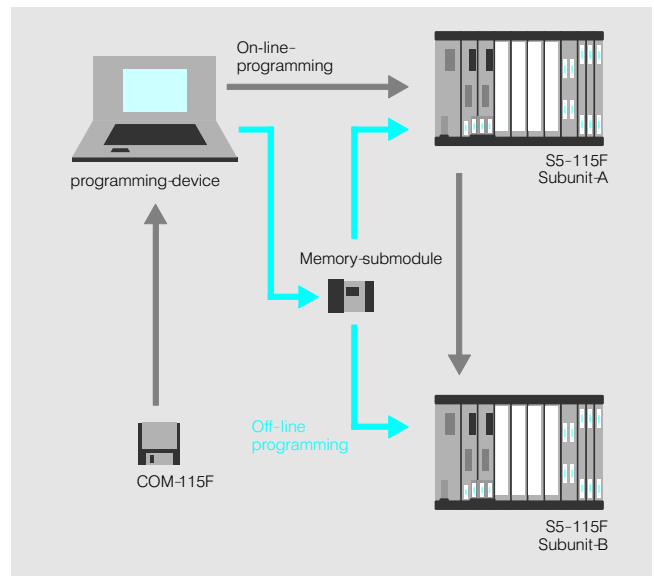 On-line-
programming
programming-device
S5-115F
Subunit-A
Memory-submodule
Off-line
programming
COM-115F
S5-115F
Subunit-B